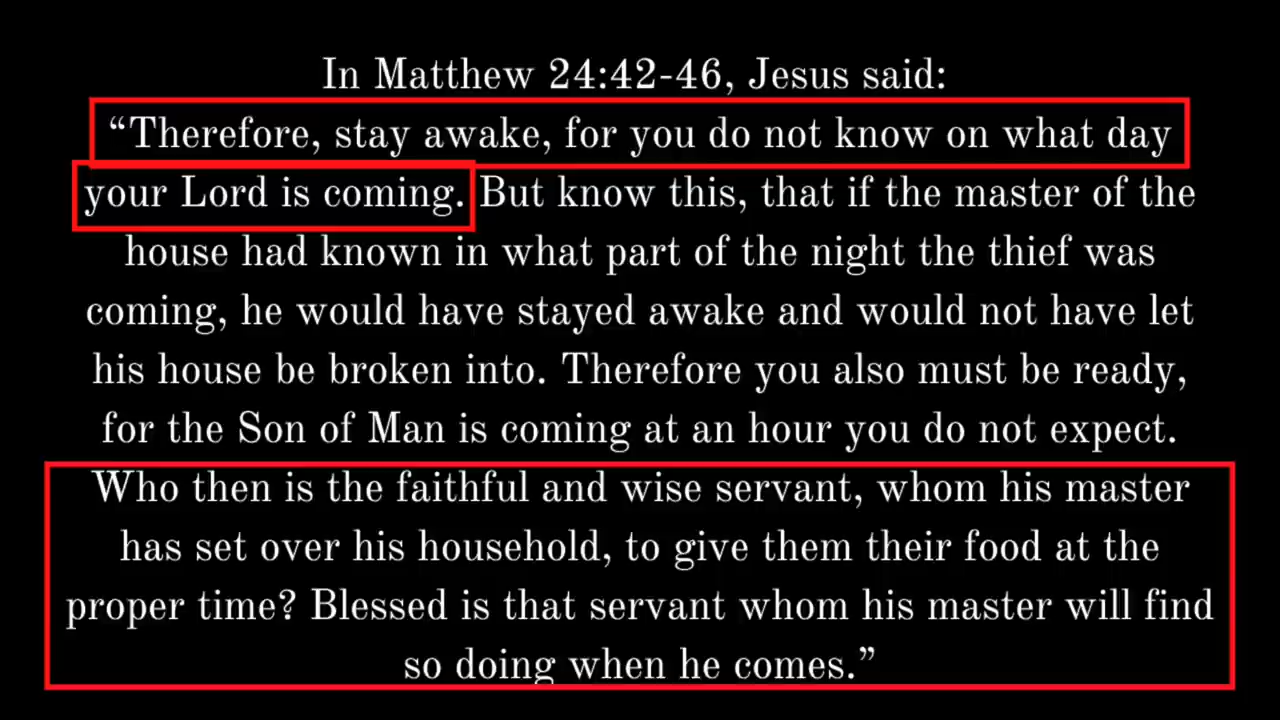 In Matthew 24:42-46, Jesus said:
“Therefore, stay awake, for you do not know on what day
your Lord is coming. But know this, that if the master of the
house had known in what part of the night the thief was
coming, he would have stayed awake and would not have let
his house be broken into. Therefore you also must be ready,
for the Son of Man is coming at an hour you do not expect.
Who then is the faithful and wise servant, whom his master
has set over his household, to give them their food at the
proper time? Blessed is that servant whom his master will find
so doing when he comes.”